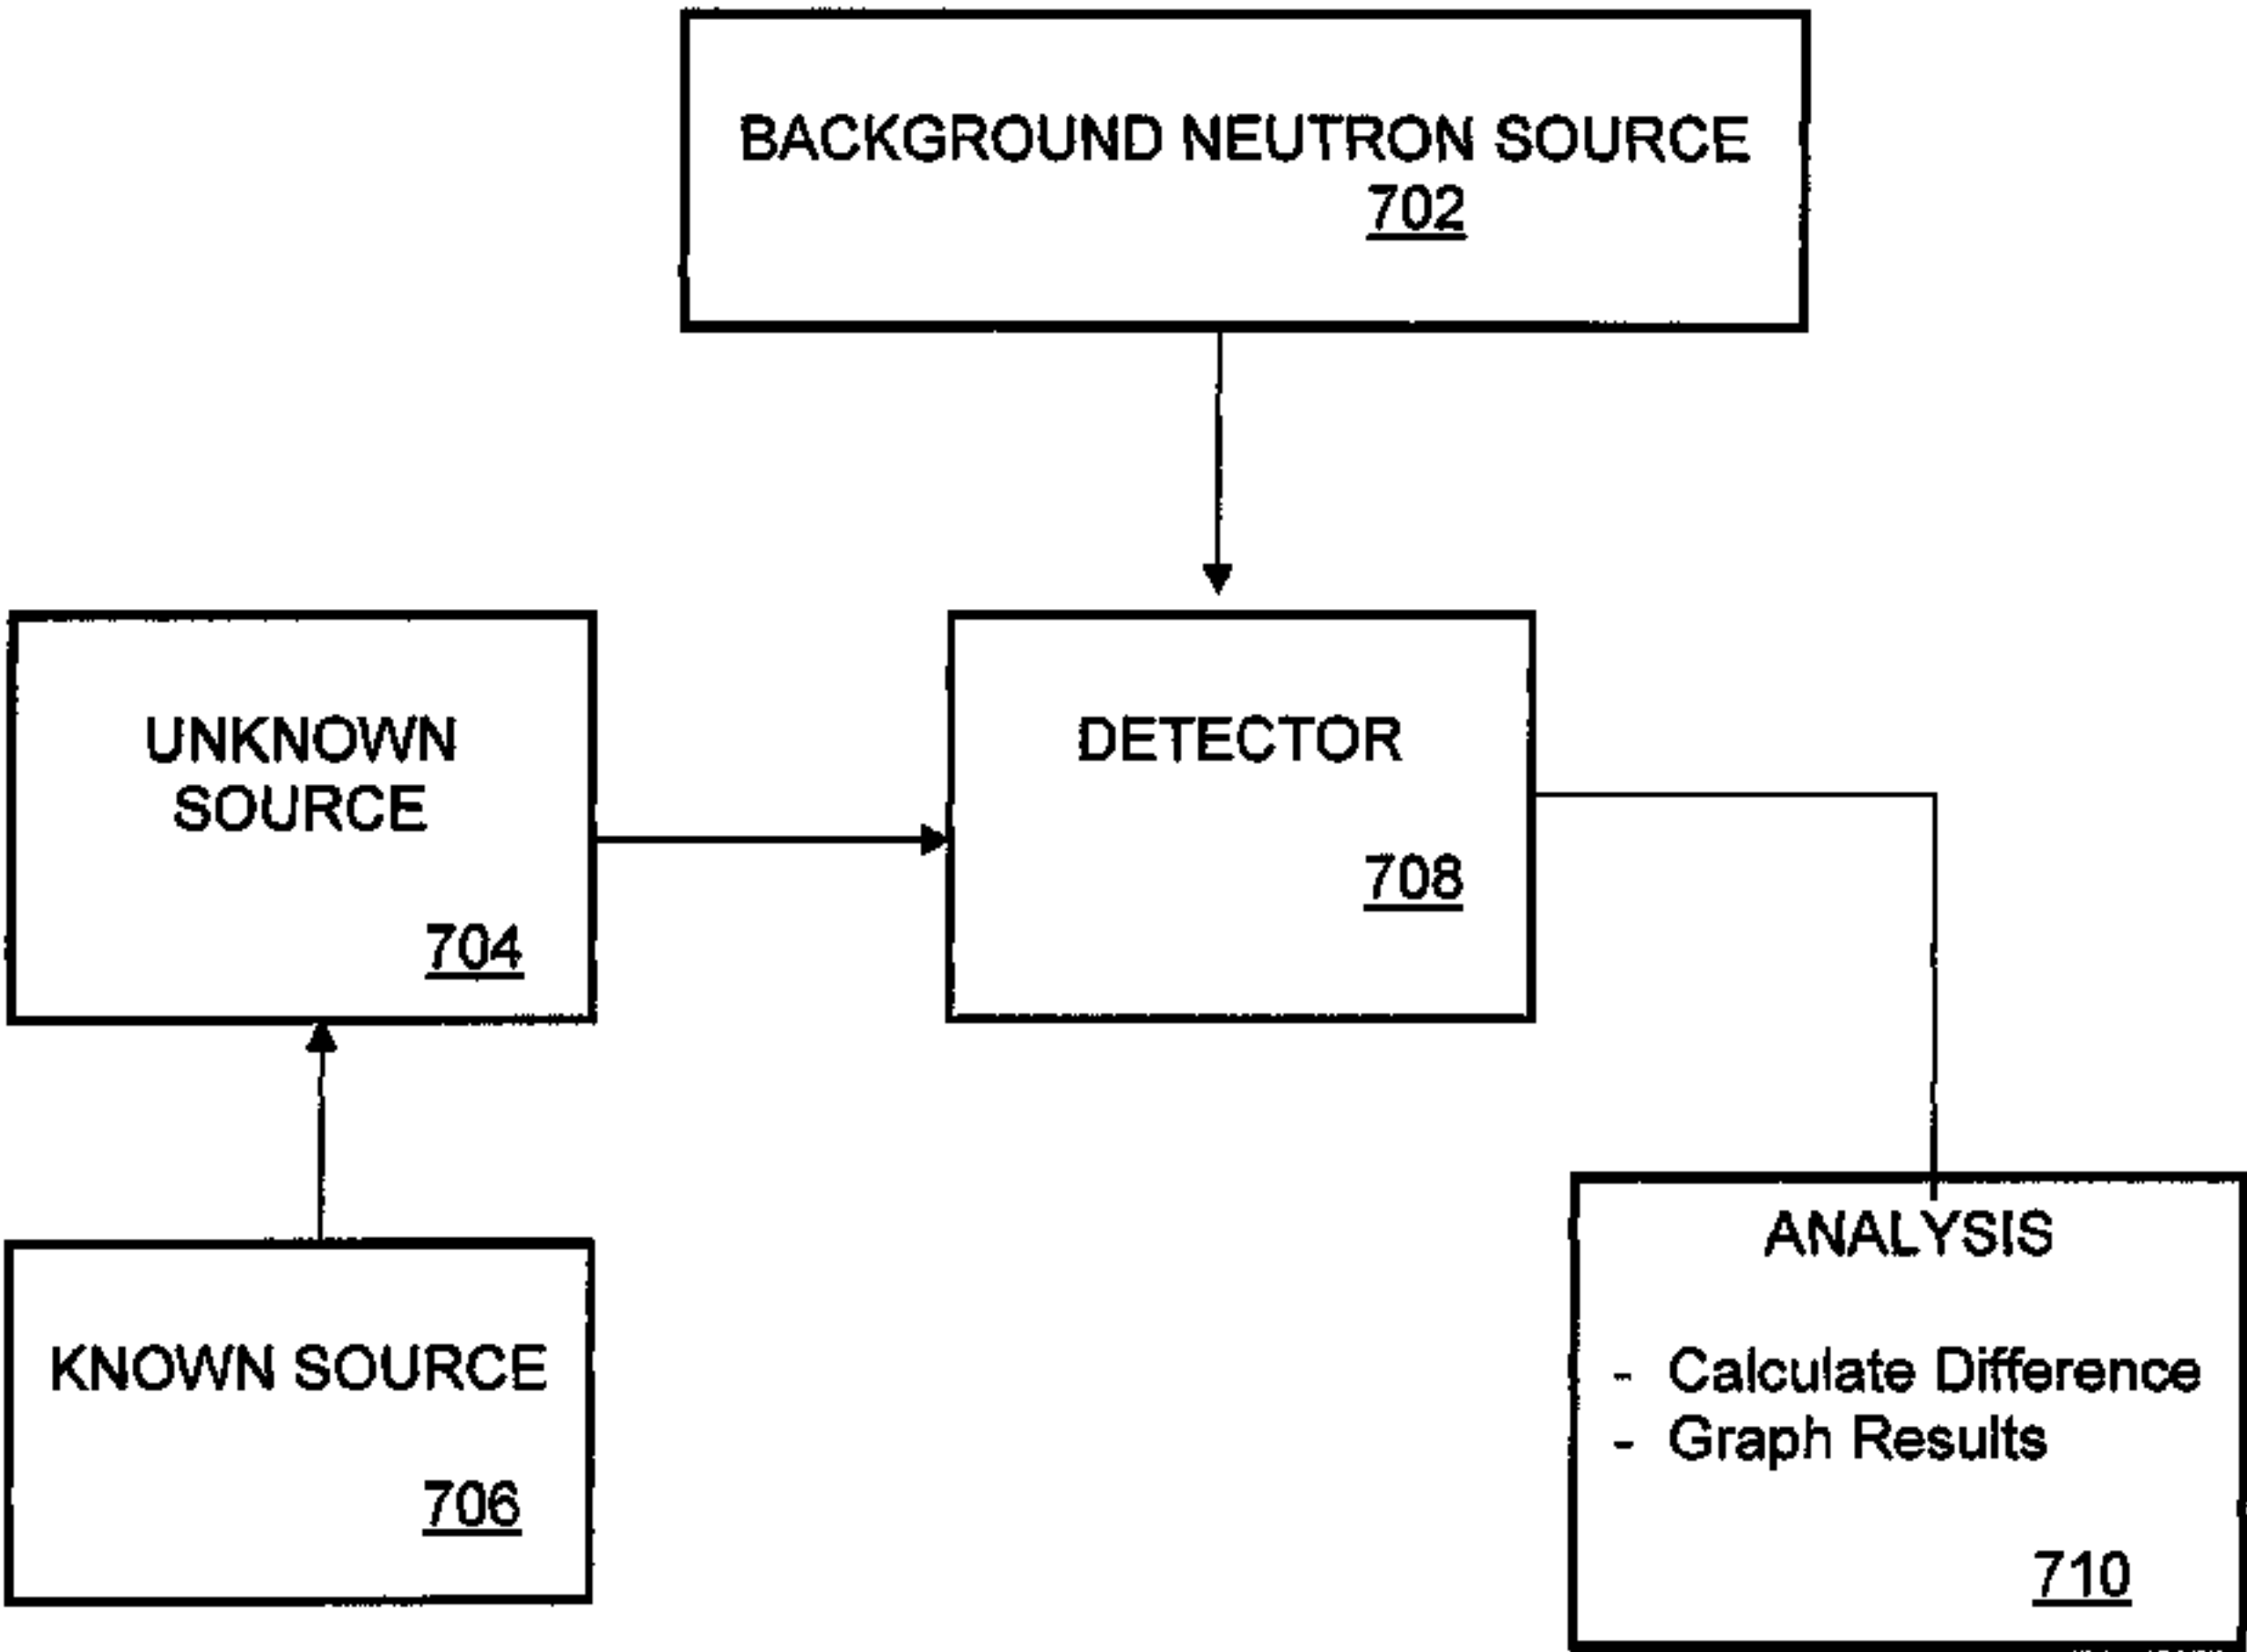 BACKGROUND NEUTRON SOURCE
702
UNKNOWN
SOURCE
704
DETECTOR
708
KNOWN SOURCE
706
ANALYSIS
- Calculate Difference
- Graph Results
710